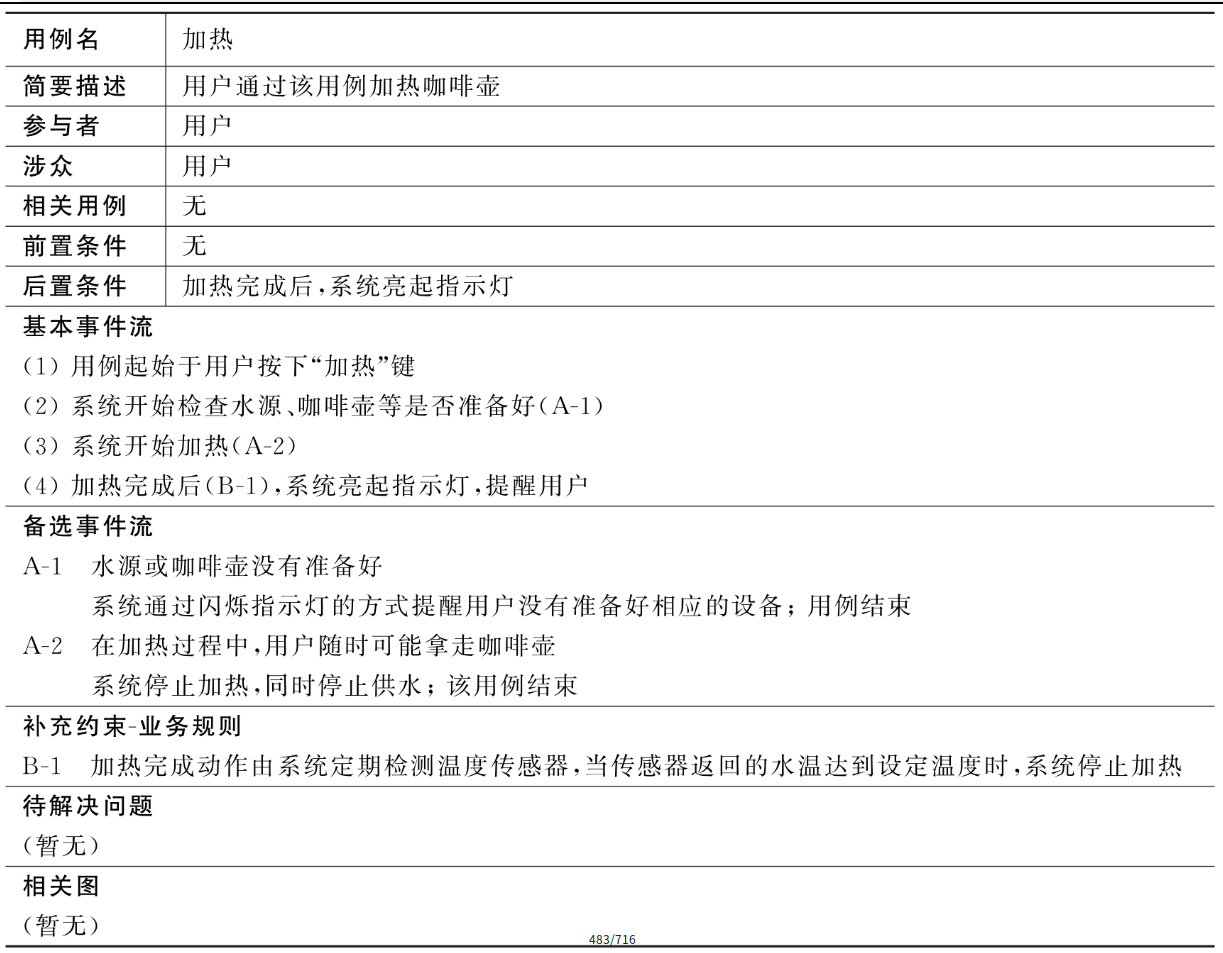 用例名 加热
简要描述 用户通过该用例加热咖啡壶
参与者 用户
涉众 用户
相关用例 无
前置条件 无
后置条件 加热完成后,系统亮起指示灯
基本事件流
(1) 用例起始于用户按下“加热”键
(2) 系统开始检查水源、咖啡壶等是否准备好(A-1)
(3) 系统开始加热(A-2)
(4) 加热完成后(B-1),系统亮起指示灯,提醒用户
备选事件流
A-1 水源或咖啡壶没有准备好
系统通过闪烁指示灯的方式提醒用户没有准备好相应的设备; 用例结束
A-2 在加热过程中,用户随时可能拿走咖啡壶
系统停止加热,同时停止供水; 该用例结束
补充约束-业务规则
B-1 加热完成动作由系统定期检测温度传感器,当传感器返回的水温达到设定温度时,系统停止加热
待解决问题
(暂无)
相关图
(暂无)
483/716